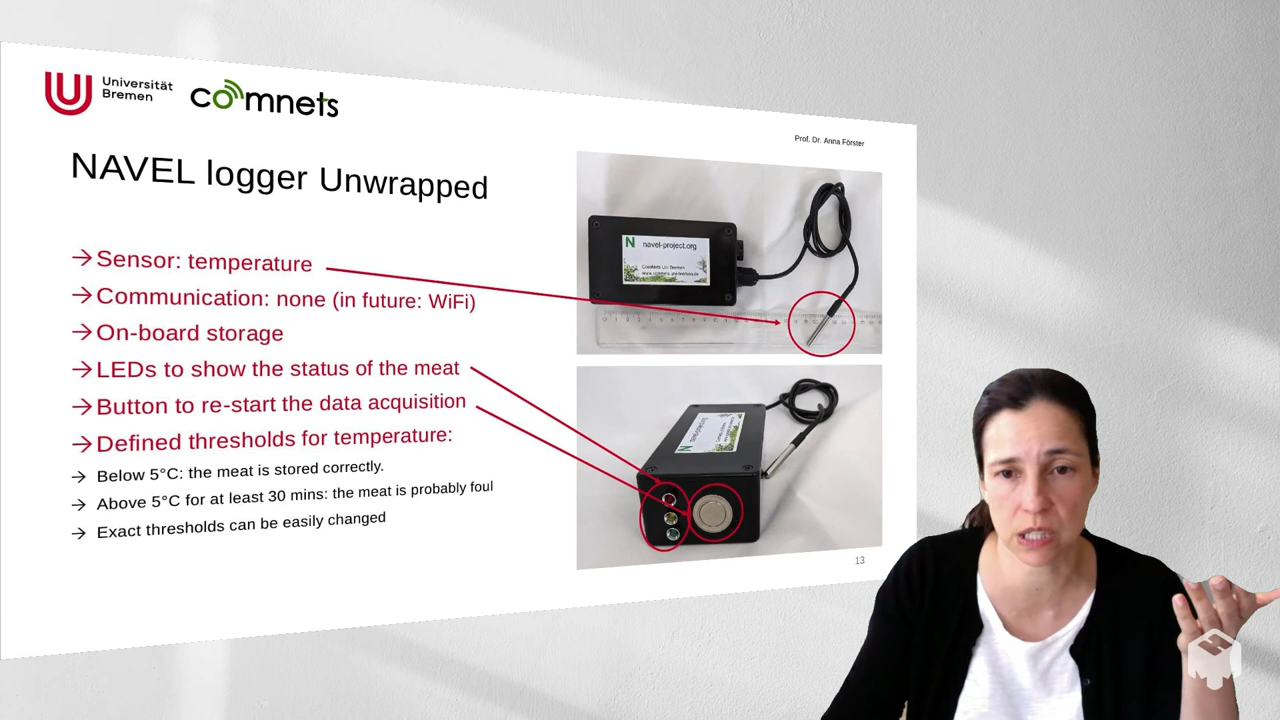 Universität
Bremen
comnets
Prof. Dr. Anna Förster
NAVEL logger Unwrapped
→ Sensor: temperature
→ Communication: none (in future: WiFi)
→ On-board storage
→ LEDs to show the status of the meat
→ Button to re-start the data acquisition
→ Defined thresholds for temperature:
→ Below 5°C: the meat is stored correctly.
→ Above 5°C for at least 30 mins: the meat is probably foul
→ Exact thresholds can be easily changed
N navel-project.org
ComNets Uni Bremen
N
13